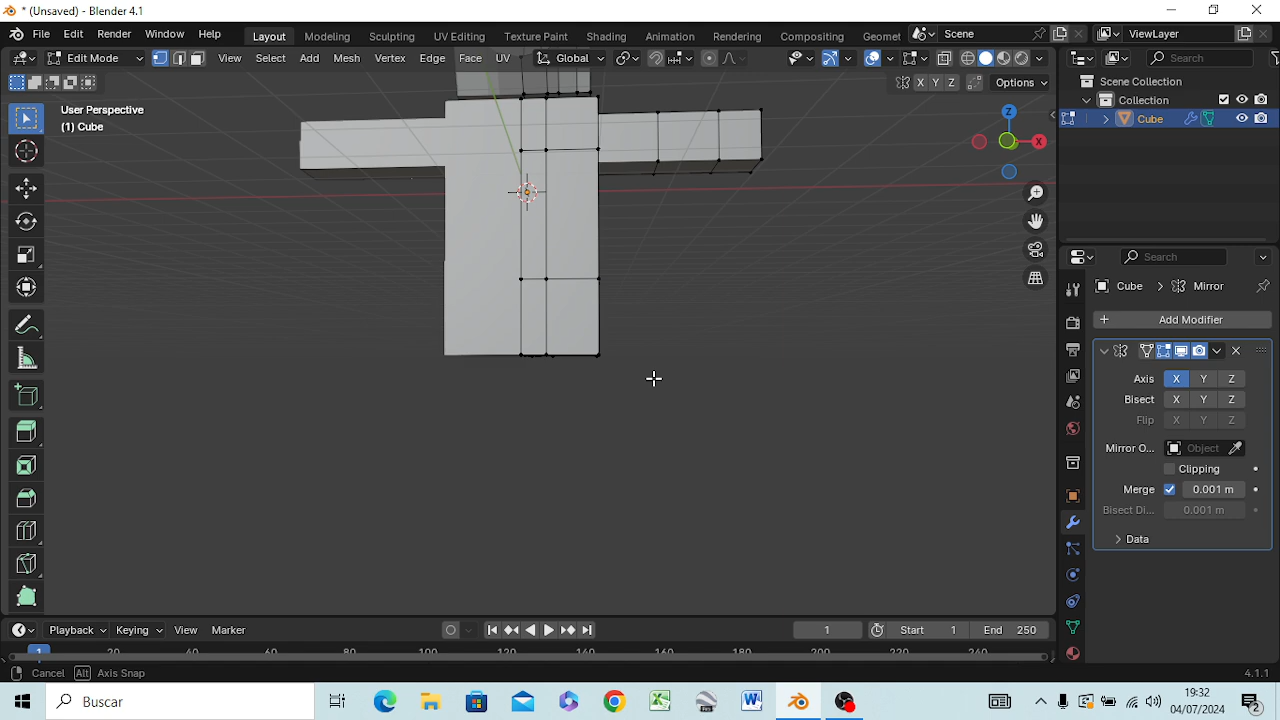 * (Unsaved) - Blender 4.1
File Edit Render Window Help Layout Modeling Sculpting UV Editing Texture Paint Shading Animation Rendering Compositing Geomet Scene ViewLayer
Edit Mode View Select Add Mesh Vertex Edge Face UV Global Search
X Y Z Options
User Perspective
(1) Cube
Scene Collection
Collection
Cube
Z
X
Search
Cube Mirror
Add Modifier
Axis X Y Z
Bisect X Y Z
Flip X Y Z
Mirror O... Object
Clipping
Merge 0.001 m
Bisect Di... 0.001 m
Data
Playback Keying View Marker 1 Start 1 End 250
1 20 40 60 80 100 120 140 160 180 200 220 240
Cancel Alt Axis Snap 4.1.1
Buscar
19:32
04/07/2024
2